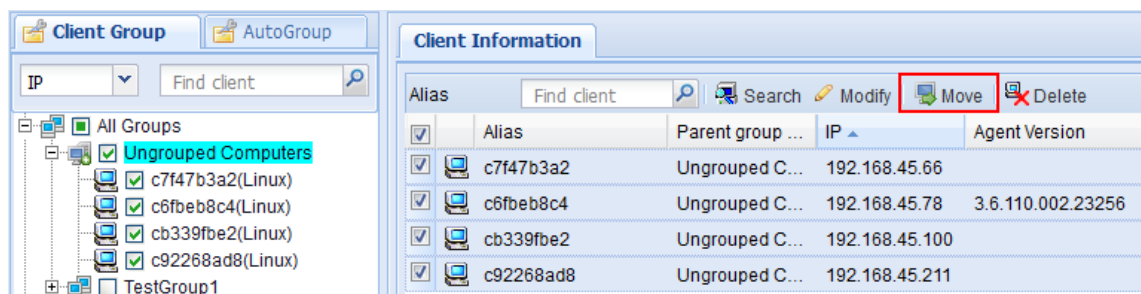 Client Group AutoGroup
IP Find client
All Groups
Ungrouped Computers
c7f47b3a2(Linux)
c6fbeb8c4(Linux)
cb339fbe2(Linux)
c92268ad8(Linux)
TestGroup1
Client Information
Alias Find client Search Modify Move Delete
Alias Parent group ... IP Agent Version
c7f47b3a2 Ungrouped C... 192.168.45.66
c6fbeb8c4 Ungrouped C... 192.168.45.78 3.6.110.002.23256
cb339fbe2 Ungrouped C... 192.168.45.100
c92268ad8 Ungrouped C... 192.168.45.211